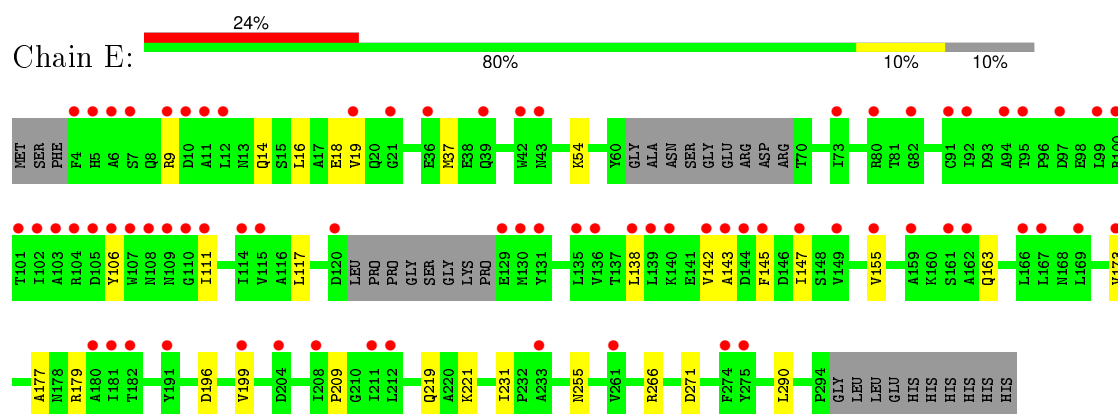 24%
Chain E:
80% 10% 10%
MET SER PHE F4 H5 A6 S7 Q8 R9 D10 A11 L12 N13 Q14 S15 L16 A17 E18 V19 Q20 G21 E36 M37 E38 Q39 W42 N43 K54 Y60 GLY ALA ASN SER GLY GLU ARG ASP ARG T70 I73 R80 T81 G82 G91 I92 D93 A94 T95 P96 D97 E98 L99 R100
T101 I102 A103 R104 D105 Y106 W107 N108 N109 G110 I111 I114 V115 A116 L117 D120 LEU PRO PRO GLY SER GLY LYS PRO E129 M130 Y131 L135 V136 T137 L138 L139 K140 E141 V142 A143 D144 F145 D146 I147 S148 V149 V155 A159 K160 S161 A162 Q163 L166 L167 N168 L169 V173
A177 N178 R179 A180 I181 T182 Y191 D196 V199 D204 I208 P209 G210 I211 L212 Q219 A220 K221 I231 P232 A233 N255 V261 R266 D271 F274 Y275 L290 P294 GLY LEU LEU GLU HIS HIS HIS HIS HIS HIS